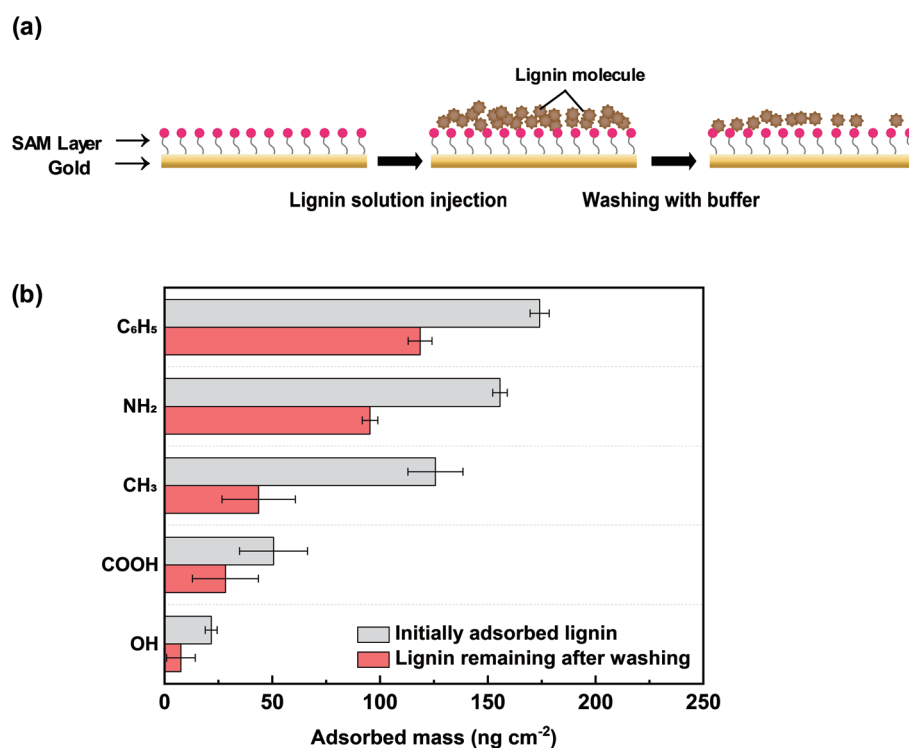 (a)
Lignin molecule
SAM Layer
Gold
Lignin solution injection
Washing with buffer
(b)
C₆H₅
NH₂
CH₃
COOH
OH
Initially adsorbed lignin
Lignin remaining after washing
0 50 100 150 200 250
Adsorbed mass (ng cm⁻²)